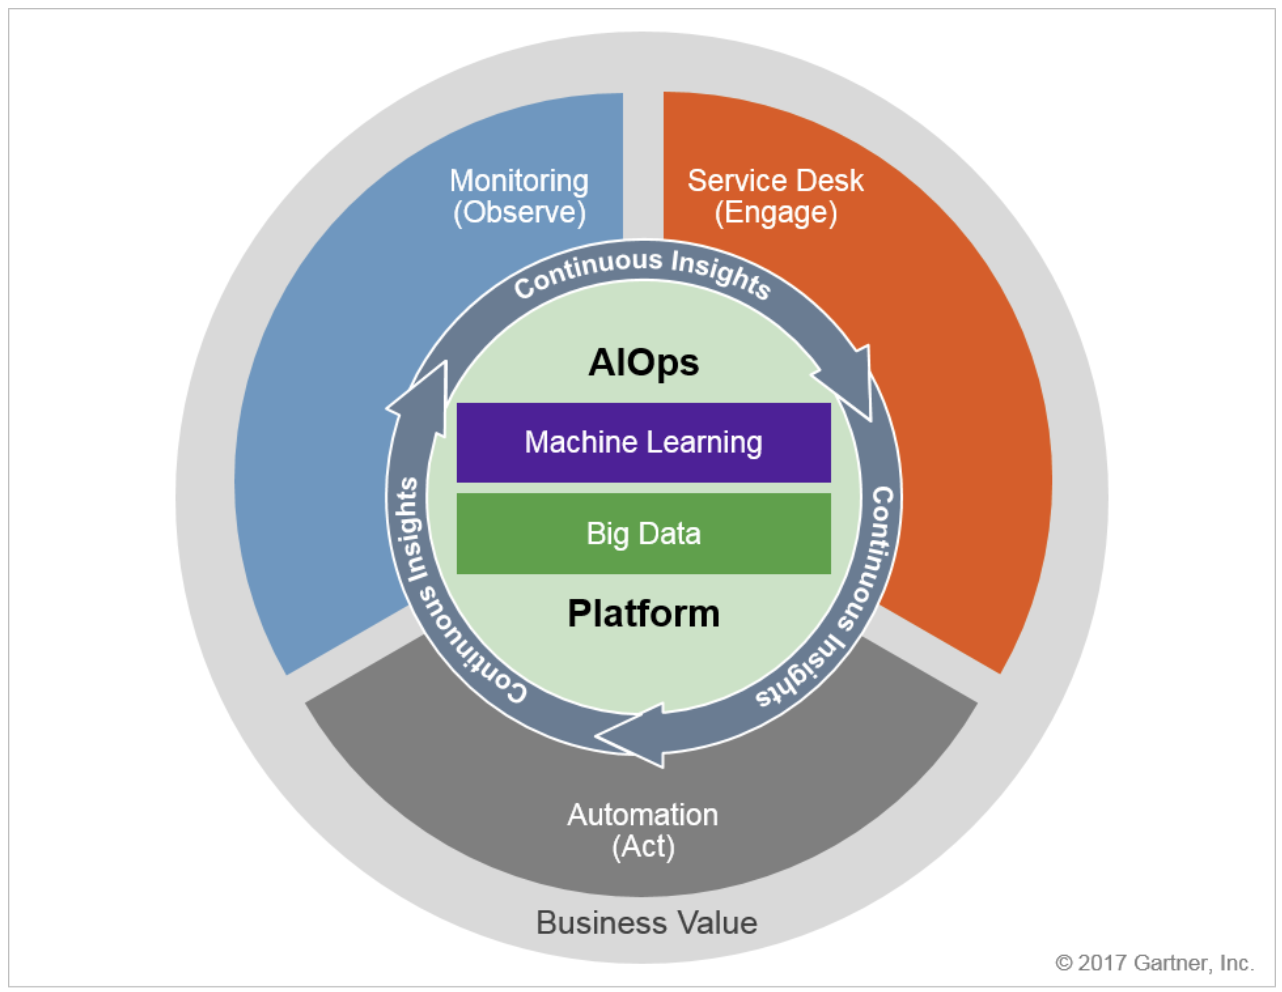 Monitoring
(Observe)
Service Desk
(Engage)
Continuous Insights
AIOps
Machine Learning
Big Data
Platform
Continuous Insights
Continuous Insights
Automation
(Act)
Business Value
© 2017 Gartner, Inc.